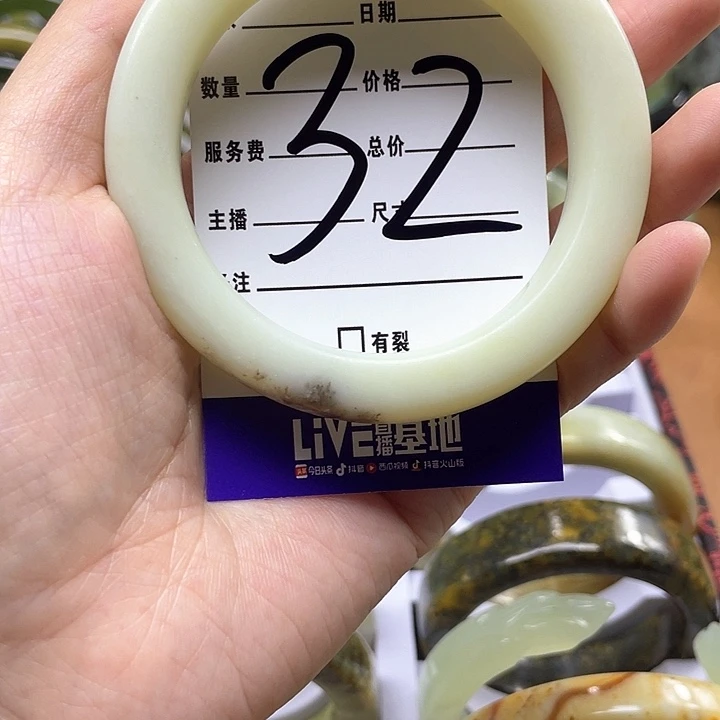 日期
数量 价格
32
服务费 总价
主播 尺寸
注
有裂
LIVE直播基地
今日头条 抖音 西瓜视频 抖音火山版